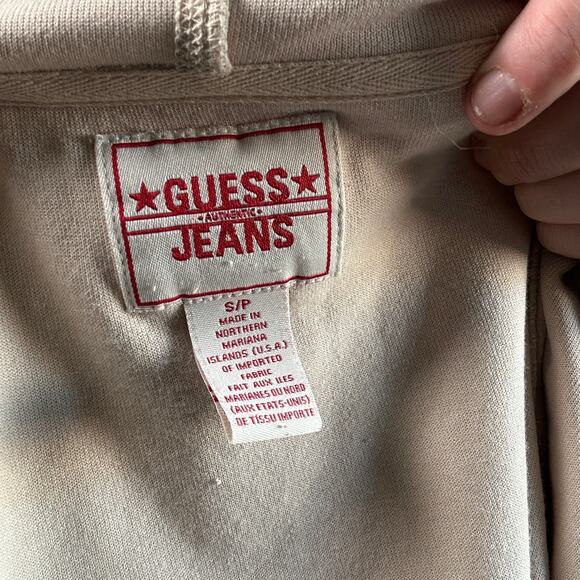 ★GUESS★
•AUTHENTIC•
JEANS
S/P
MADE IN
NORTHERN
MARIANA
ISLANDS (U.S.A.)
OF IMPORTED
FABRIC
FAIT AUX ILES
MARIANES DU NORD
(AUX ETATS-UNIS)
DE TISSU IMPORTE